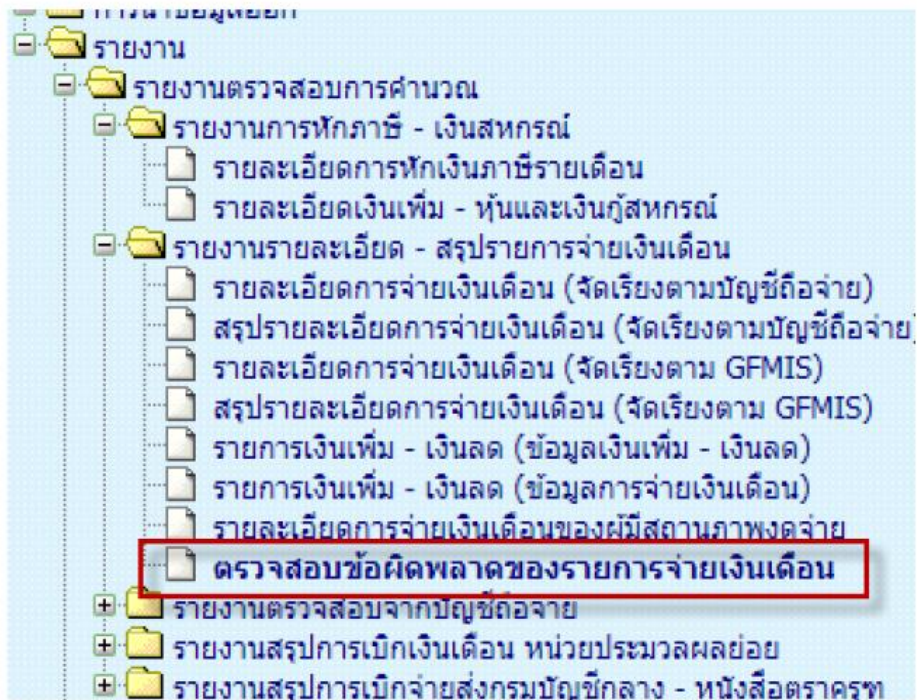 การนำข้อมูลออก
รายงาน
รายงานตรวจสอบการคำนวณ
รายงานการหักภาษี - เงินสหกรณ์
รายละเอียดการหักเงินภาษีรายเดือน
รายละเอียดเงินเพิ่ม - หุ้นและเงินกู้สหกรณ์
รายงานรายละเอียด - สรุปรายการจ่ายเงินเดือน
รายละเอียดการจ่ายเงินเดือน (จัดเรียงตามบัญชีถือจ่าย)
สรุปรายละเอียดการจ่ายเงินเดือน (จัดเรียงตามบัญชีถือจ่าย)
รายละเอียดการจ่ายเงินเดือน (จัดเรียงตาม GFMIS)
สรุปรายละเอียดการจ่ายเงินเดือน (จัดเรียงตาม GFMIS)
รายการเงินเพิ่ม - เงินลด (ข้อมูลเงินเพิ่ม - เงินลด)
รายการเงินเพิ่ม - เงินลด (ข้อมูลการจ่ายเงินเดือน)
รายละเอียดการจ่ายเงินเดือนของผู้มีสถานภาพงดจ่าย
ตรวจสอบข้อผิดพลาดของรายการจ่ายเงินเดือน
รายงานตรวจสอบจากบัญชีถือจ่าย
รายงานสรุปการเบิกเงินเดือน หน่วยประมวลผลย่อย
รายงานสรุปการเบิกจ่ายส่งกรมบัญชีกลาง - หนังสือตราครุฑ